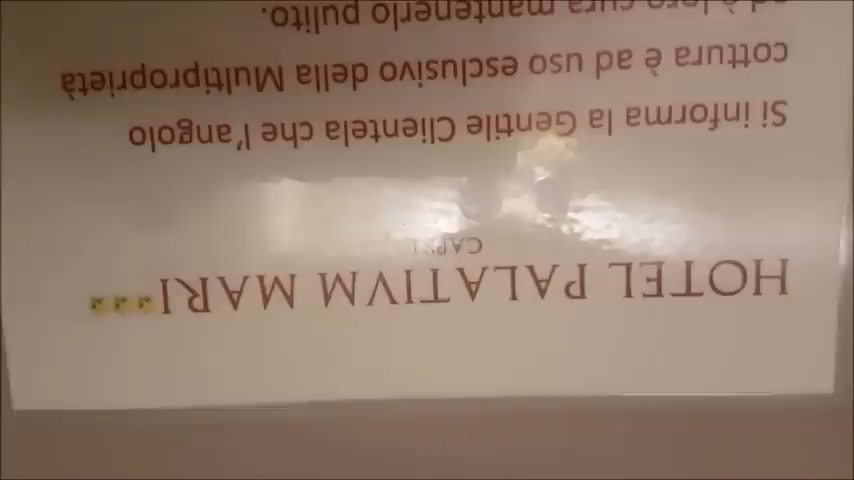 HOTEL PALATIVM MARI
CAPRI
Si informa la Gentile Clientela che l'angolo
cottura è ad uso esclusivo della Multiproprietà
ed è loro cura mantenerlo pulito.